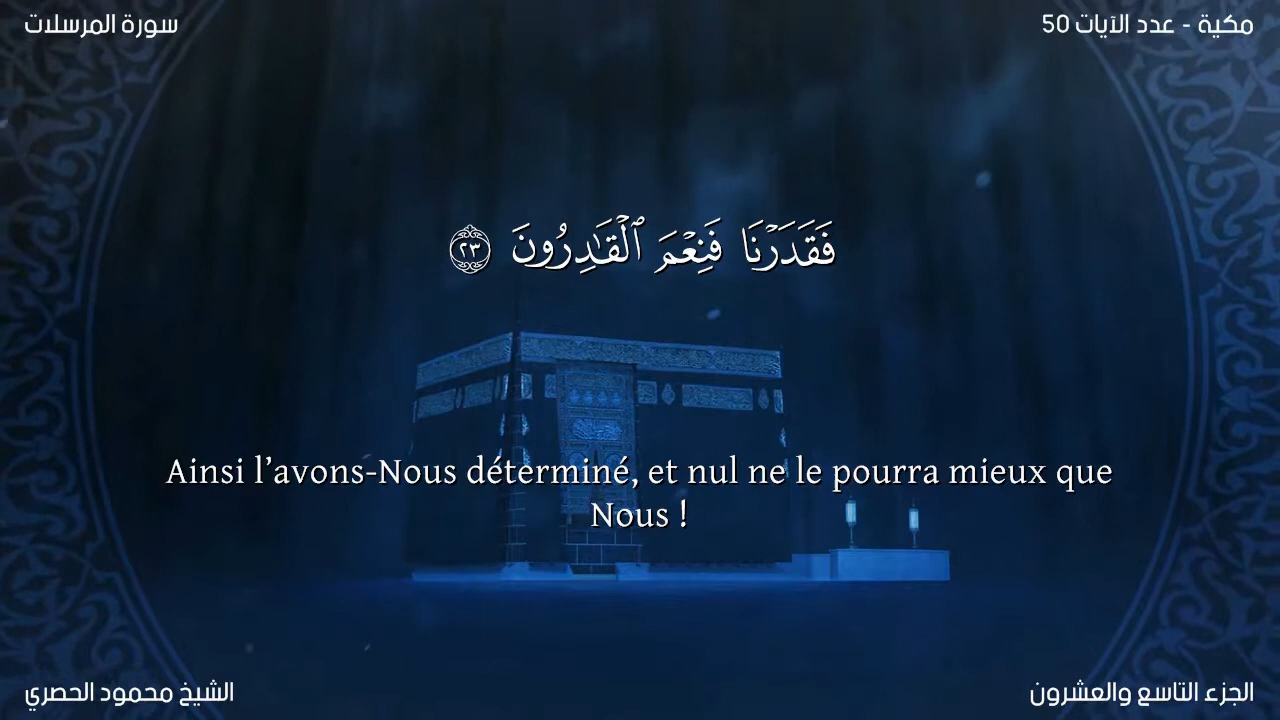 سورة المرسلات
مكية - عدد الآيات 50
فَقَدَرْنَا فَنِعْمَ ٱلْقَـٰدِرُونَ ٢٣
Ainsi l’avons-Nous déterminé, et nul ne le pourra mieux que
Nous !
الشيخ محمود الحصري
الجزء التاسع والعشرون